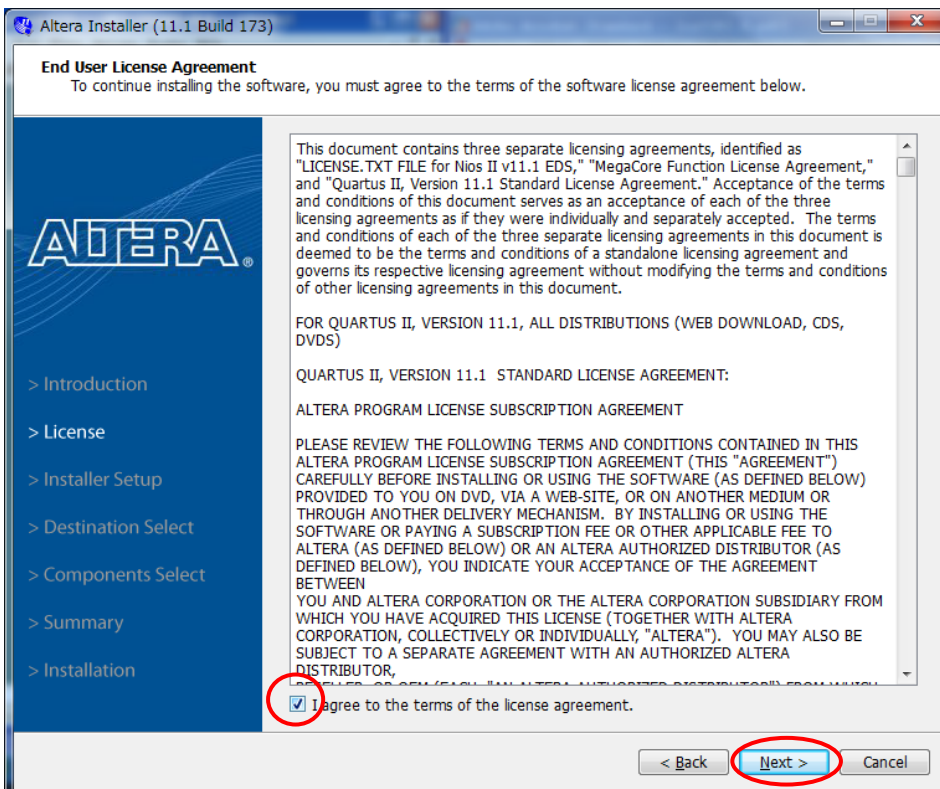 Altera Installer (11.1 Build 173)
End User License Agreement
To continue installing the software, you must agree to the terms of the software license agreement below.
ALTERA®
> Introduction
> License
> Installer Setup
> Destination Select
> Components Select
> Summary
> Installation
This document contains three separate licensing agreements, identified as
"LICENSE.TXT FILE for Nios II v11.1 EDS," "MegaCore Function License Agreement,"
and "Quartus II, Version 11.1 Standard License Agreement." Acceptance of the terms
and conditions of this document serves as an acceptance of each of the three
licensing agreements as if they were individually and separately accepted.  The terms
and conditions of each of the three separate licensing agreements in this document is
deemed to be the terms and conditions of a standalone licensing agreement and
governs its respective licensing agreement without modifying the terms and conditions
of other licensing agreements in this document.
FOR QUARTUS II, VERSION 11.1, ALL DISTRIBUTIONS (WEB DOWNLOAD, CDS,
DVDS)
QUARTUS II, VERSION 11.1  STANDARD LICENSE AGREEMENT:
ALTERA PROGRAM LICENSE SUBSCRIPTION AGREEMENT
PLEASE REVIEW THE FOLLOWING TERMS AND CONDITIONS CONTAINED IN THIS
ALTERA PROGRAM LICENSE SUBSCRIPTION AGREEMENT (THIS "AGREEMENT")
CAREFULLY BEFORE INSTALLING OR USING THE SOFTWARE (AS DEFINED BELOW)
PROVIDED TO YOU ON DVD, VIA A WEB-SITE, OR ON ANOTHER MEDIUM OR
THROUGH ANOTHER DELIVERY MECHANISM.  BY INSTALLING OR USING THE
SOFTWARE OR PAYING A SUBSCRIPTION FEE OR OTHER APPLICABLE FEE TO
ALTERA (AS DEFINED BELOW) OR AN ALTERA AUTHORIZED DISTRIBUTOR (AS
DEFINED BELOW), YOU INDICATE YOUR ACCEPTANCE OF THE AGREEMENT
BETWEEN
YOU AND ALTERA CORPORATION OR THE ALTERA CORPORATION SUBSIDIARY FROM
WHICH YOU HAVE ACQUIRED THIS LICENSE (TOGETHER WITH ALTERA
CORPORATION, COLLECTIVELY OR INDIVIDUALLY, "ALTERA").  YOU MAY ALSO BE
SUBJECT TO A SEPARATE AGREEMENT WITH AN AUTHORIZED ALTERA
DISTRIBUTOR,
RESELLER, OR OEM (EACH, "AN ALTERA AUTHORIZED DISTRIBUTOR") FROM WHICH
I agree to the terms of the license agreement.
< Back
Next >
Cancel